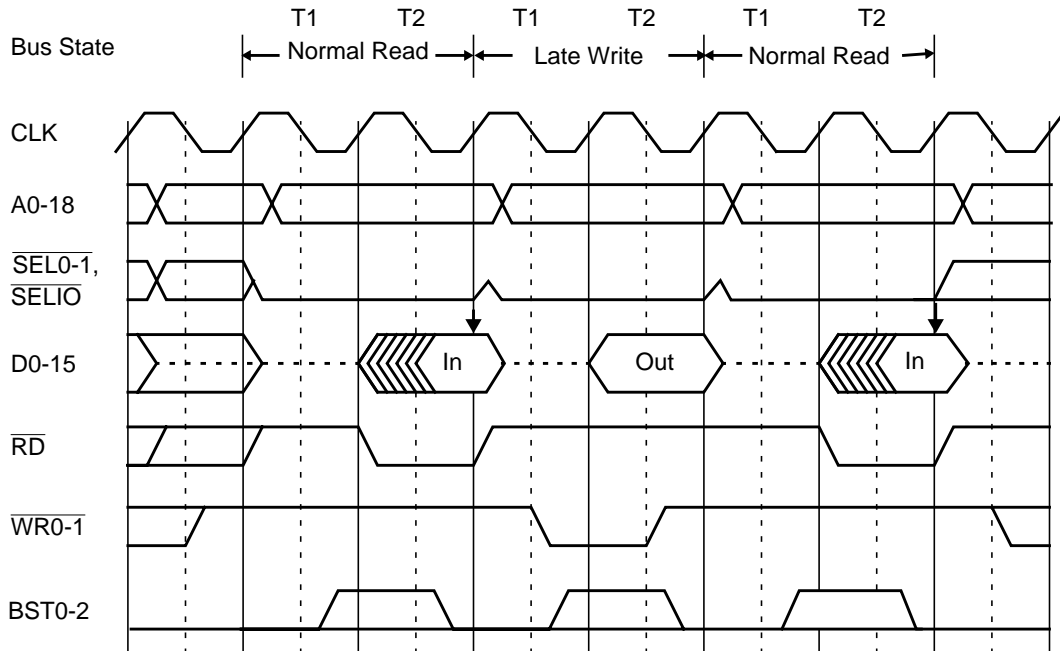 T1 T2 T1 T2 T1 T2
Bus State Normal Read Late Write Normal Read
CLK
A0-18
SEL0-1,
SELIO
D0-15 In Out In
RD
WR0-1
BST0-2